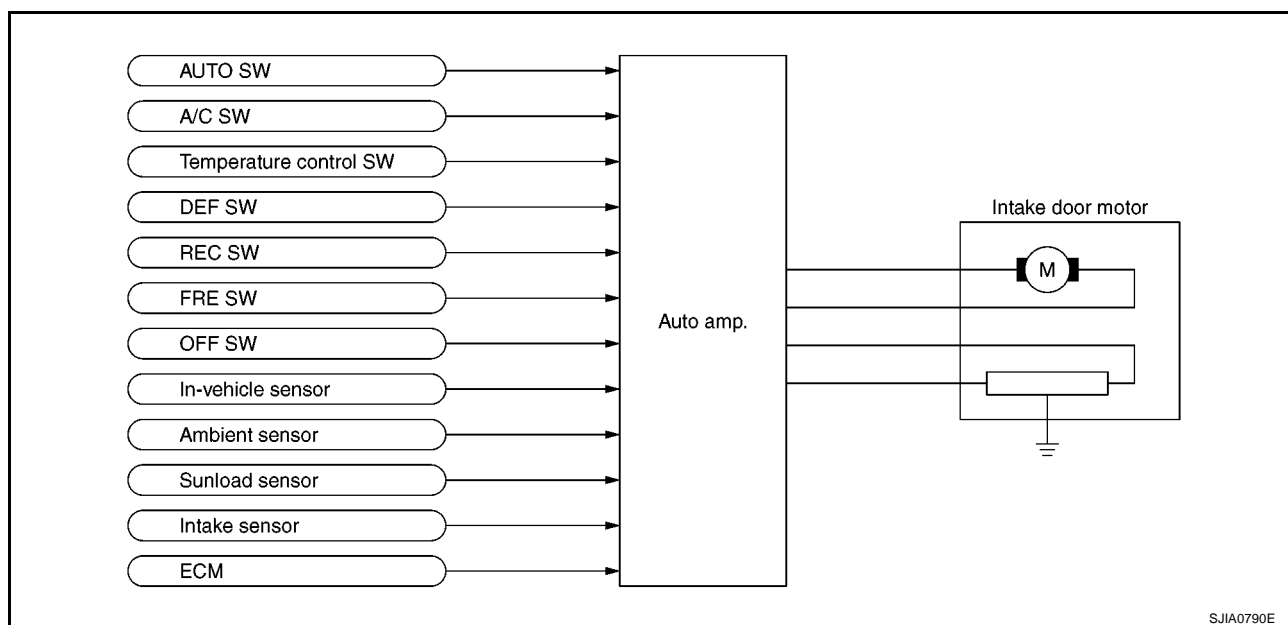 AUTO SW
A/C SW
Temperature control SW
DEF SW
REC SW
FRE SW
OFF SW
In-vehicle sensor
Ambient sensor
Sunload sensor
Intake sensor
ECM
Auto amp.
Intake door motor
M
SJIA0790E